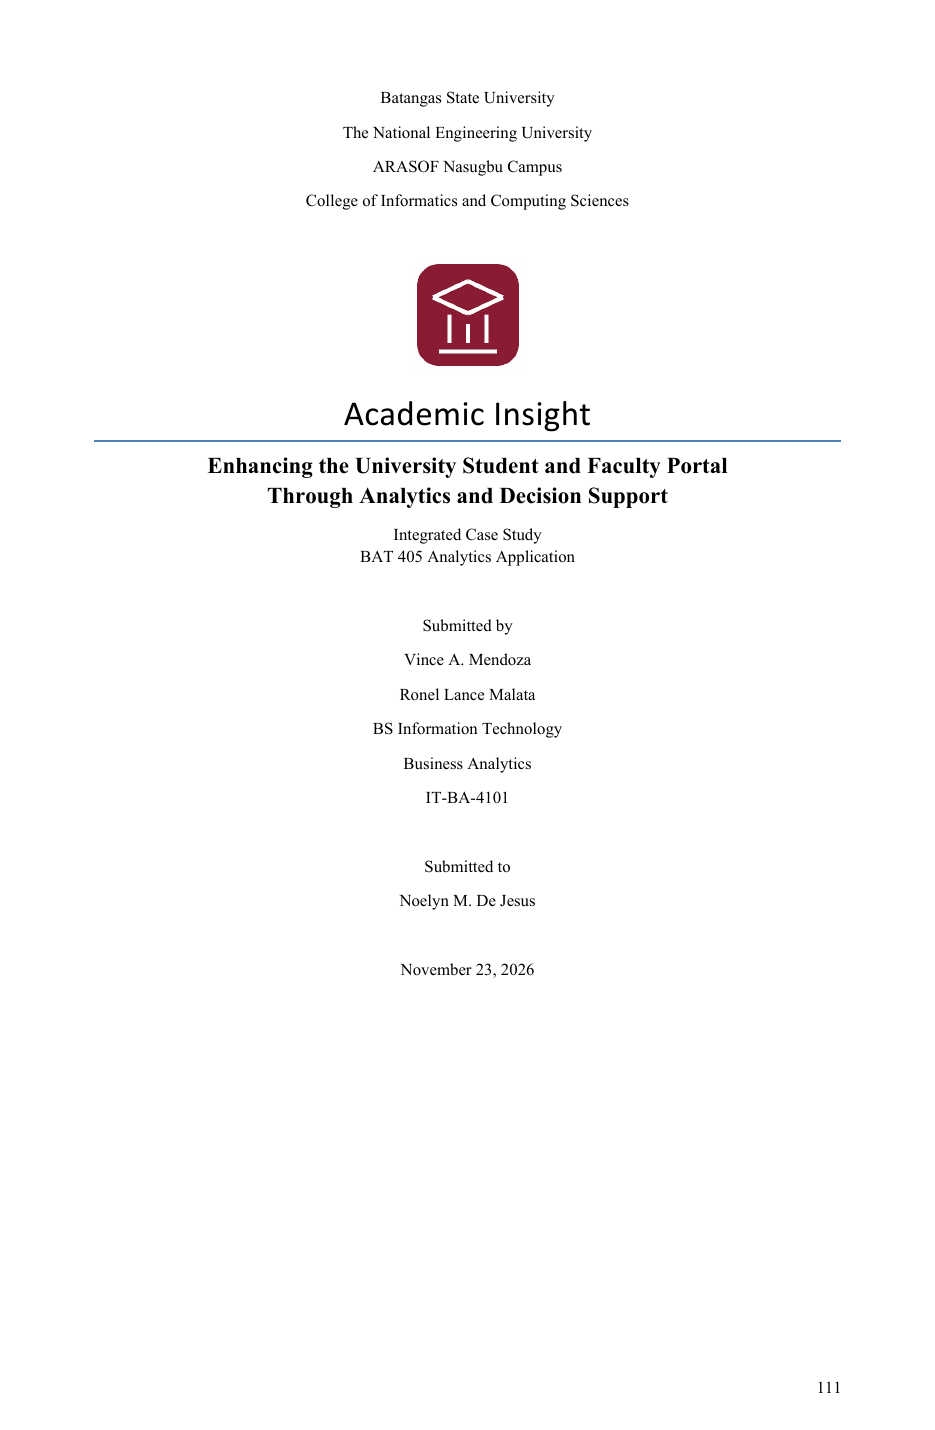 Batangas State University
The National Engineering University
ARASOF Nasugbu Campus
College of Informatics and Computing Sciences
Academic Insight
Enhancing the University Student and Faculty Portal
Through Analytics and Decision Support
Integrated Case Study
BAT 405 Analytics Application
Submitted by
Vince A. Mendoza
Ronel Lance Malata
BS Information Technology
Business Analytics
IT-BA-4101
Submitted to
Noelyn M. De Jesus
November 23, 2026
111